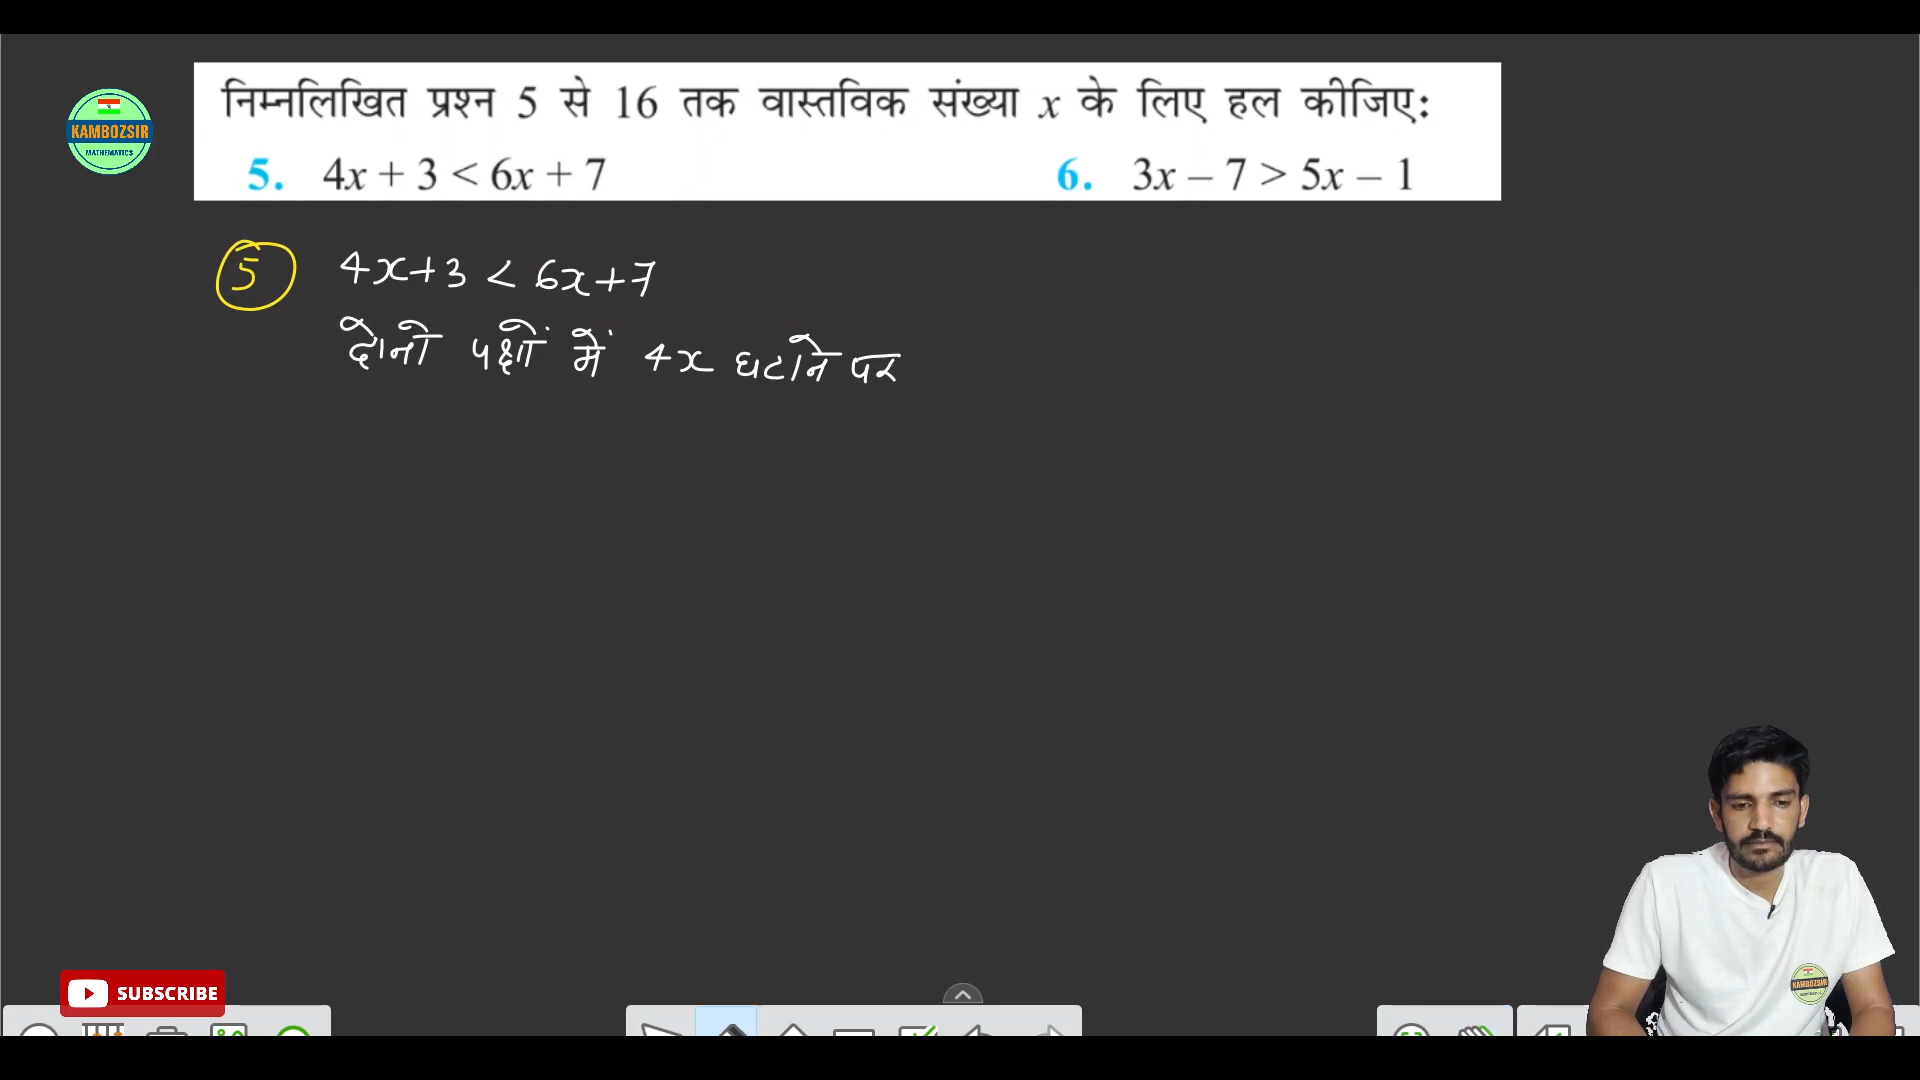 निम्नलिखित प्रश्न 5 से 16 तक वास्तविक संख्या x के लिए हल कीजिए:
5. 4x + 3 < 6x + 7
6. 3x – 7 > 5x – 1
KAMBOZSIR
MATHEMATICS
5 4x+3 < 6x+7
दोनो पक्षों में 4x घटाने पर
KAMBOZSIR
SUBSCRIBE